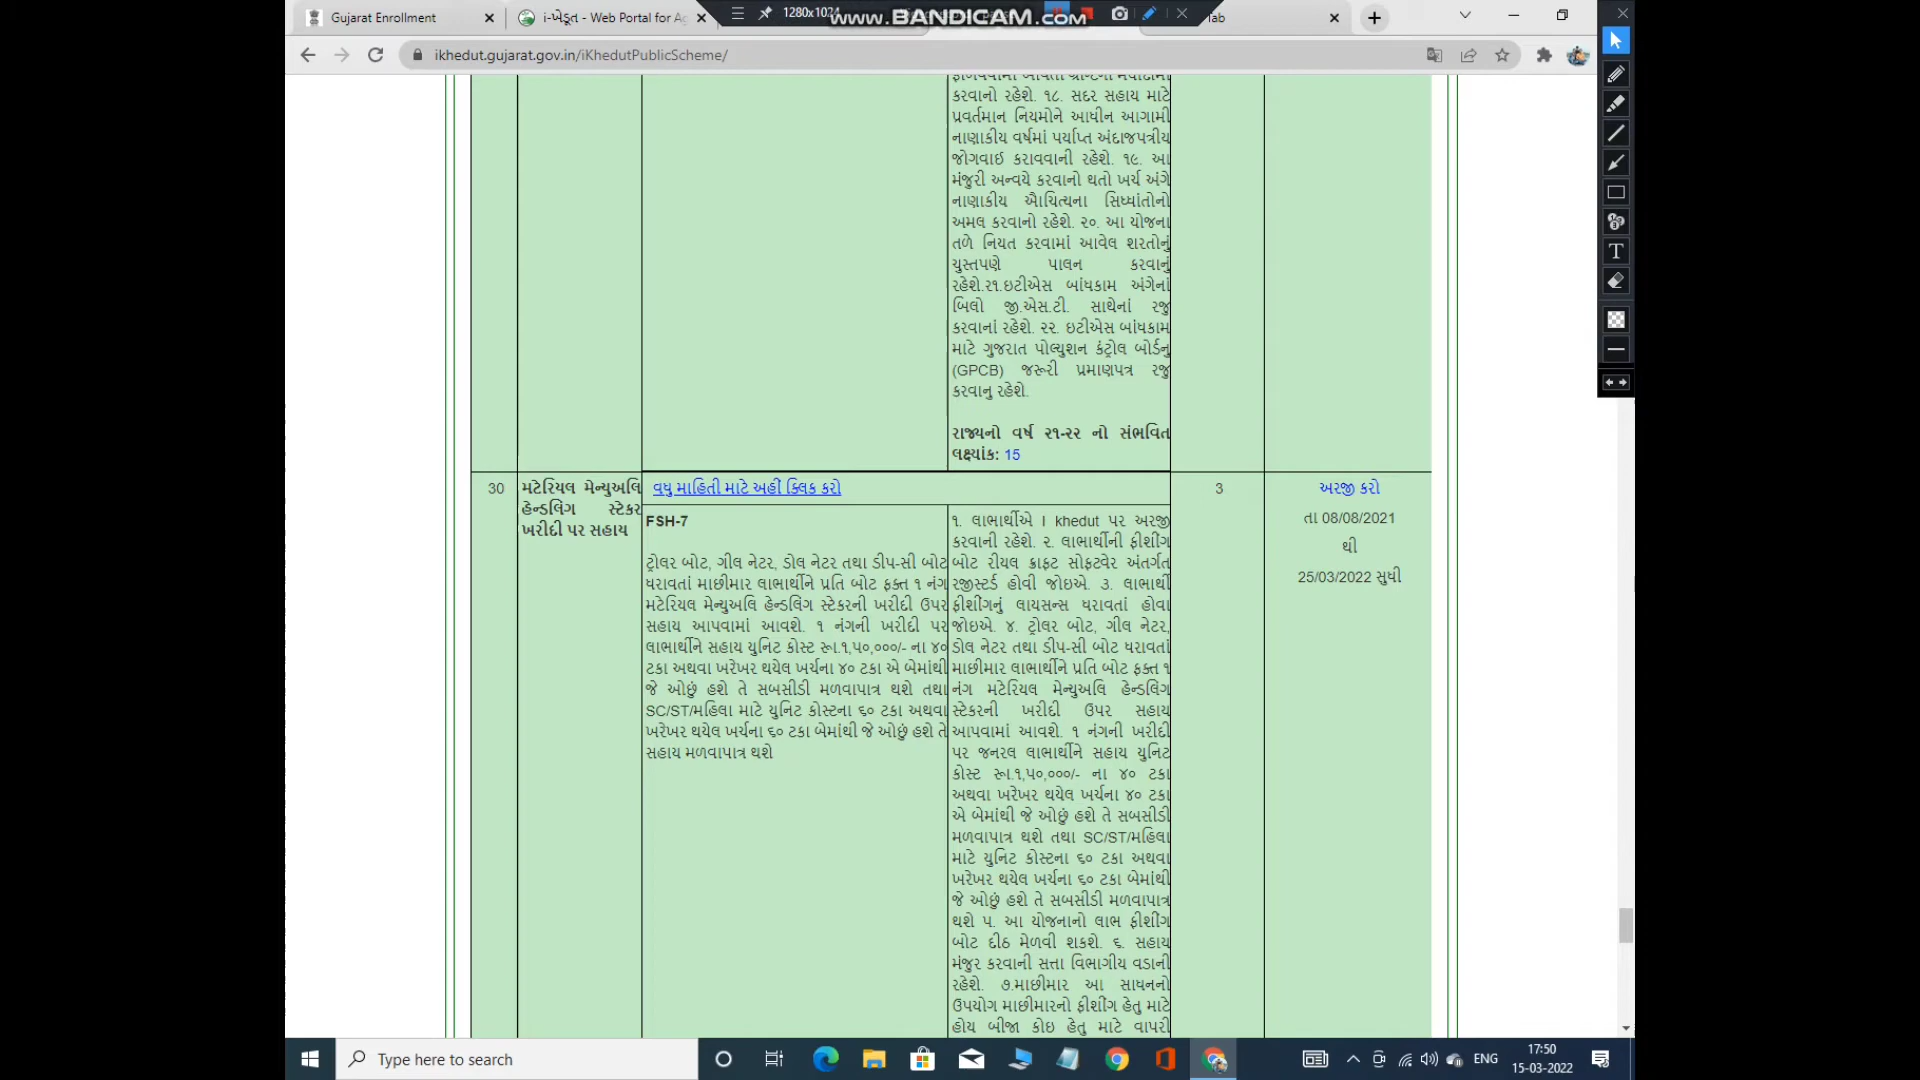 Gujarat Enrollment
i-ખેડૂત - Web Portal for Ag
1280x1024
www.BANDICAM.com
Tab
ikhedut.gujarat.gov.in/iKhedutPublicScheme/
કરવાનો રહેશે. ૧૮. સદર સહાય માટે
પ્રવર્તમાન નિયમોને આધીન આગામી
નાણાકીય વર્ષમાં પર્યાપ્ત અંદાજપત્રીય
જોગવાઈ કરાવવાની રહેશે. ૧૯. આ
મંજુરી અન્વયે કરવાનો થતો ખર્ચ અંગે
નાણાકીય ઔચિત્યના સિધ્ધાંતોનો
અમલ કરવાનો રહેશે. ૨૦. આ યોજના
તળે નિયત કરવામાં આવેલ શરતોનું
ચુસ્તપણે પાલન કરવાનું
રહેશે.૨૧.ઇટીએસ બાંધકામ અંગેનાં
બિલો જી.એસ.ટી. સાથેનાં રજુ
કરવાનાં રહેશે. ૨૨. ઇટીએસ બાંધકામ
માટે ગુજરાત પોલ્યુશન કંટ્રોલ બોર્ડનુ
(GPCB) જરૂરી પ્રમાણપત્ર રજુ
કરવાનુ રહેશે.
રાજ્યનો વર્ષ ૨૧-૨૨ નો સંભવિત
લક્ષ્યાંક: 15
30
મટેરિયલ મેન્યુઅલિ
હેન્ડલિંગ સ્ટેકર
ખરીદી પર સહાય
વધુ માહિતી માટે અહીં ક્લિક કરો
FSH-7
ટ્રોલર બોટ, ગીલ નેટર, ડોલ નેટર તથા ડીપ-સી બોટ
ધરાવતાં માછીમાર લાભાર્થીને પ્રતિ બોટ ફક્ત ૧ નંગ
મટેરિયલ મેન્યુઅલિ હેન્ડલિંગ સ્ટેકરની ખરીદી ઉપર
સહાય આપવામાં આવશે. ૧ નંગની ખરીદી પર
લાભાર્થીને સહાય યુનિટ કોસ્ટ રૂા.૧,૫૦,૦૦૦/- ના ૪૦
ટકા અથવા ખરેખર થયેલ ખર્ચના ૪૦ ટકા એ બેમાંથી
જે ઓછું હશે તે સબસીડી મળવાપાત્ર થશે તથા
SC/ST/મહિલા માટે યુનિટ કોસ્ટના ૬૦ ટકા અથવા
ખરેખર થયેલ ખર્ચના ૬૦ ટકા બેમાંથી જે ઓછું હશે તે
સહાય મળવાપાત્ર થશે
૧. લાભાર્થીએ I khedut પર અરજી
કરવાની રહેશે. ૨. લાભાર્થીની ફીશીંગ
બોટ રીયલ ક્રાફટ સોફટવેર અંતર્ગત
રજીસ્ટર્ડ હોવી જોઇએ. ૩. લાભાર્થી
ફીશીંગનું લાયસન્સ ધરાવતાં હોવા
જોઇએ. ૪. ટ્રોલર બોટ, ગીલ નેટર,
ડોલ નેટર તથા ડીપ-સી બોટ ધરાવતાં
માછીમાર લાભાર્થીને પ્રતિ બોટ ફક્ત ૧
નંગ મટેરિયલ મેન્યુઅલિ હેન્ડલિંગ
સ્ટેકરની ખરીદી ઉપર સહાય
આપવામાં આવશે. ૧ નંગની ખરીદી
પર જનરલ લાભાર્થીને સહાય યુનિટ
કોસ્ટ રૂા.૧,૫૦,૦૦૦/- ના ૪૦ ટકા
અથવા ખરેખર થયેલ ખર્ચના ૪૦ ટકા
એ બેમાંથી જે ઓછું હશે તે સબસીડી
મળવાપાત્ર થશે તથા SC/ST/મહિલા
માટે યુનિટ કોસ્ટના ૬૦ ટકા અથવા
ખરેખર થયેલ ખર્ચના ૬૦ ટકા બેમાંથી
જે ઓછું હશે તે સબસીડી મળવાપાત્ર
થશે ૫. આ યોજનાનો લાભ ફીશીંગ
બોટ દીઠ મેળવી શકશે. ૬. સહાય
મંજુર કરવાની સત્તા વિભાગીય વડાની
રહેશે. ૭.માછીમાર આ સાધનનો
ઉપયોગ માછીમારનો ફીશીંગ હેતુ માટે
હોય બીજા કોઇ હેતુ માટે વાપરી
3
અરજી કરો
તા 08/08/2021
થી
25/03/2022 સુધી
Type here to search
ENG
17:50
15-03-2022